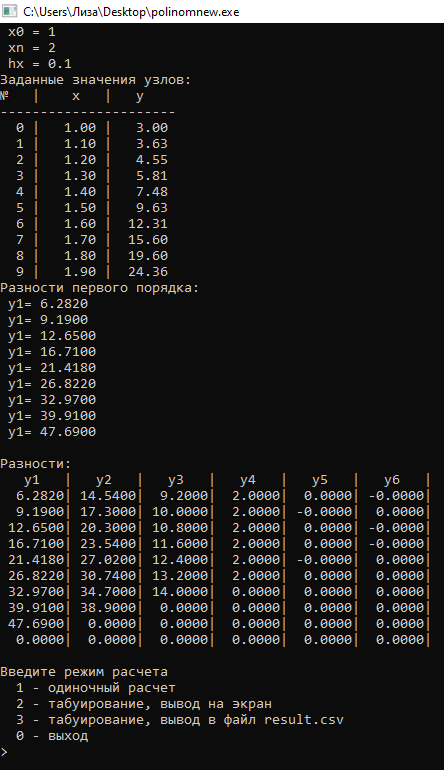 C:\Users\Лиза\Desktop\polinomnew.exe
x0 = 1
xn = 2
hx = 0.1
Заданные значения узлов:
№ | x | y
----------------------
0 | 1.00 | 3.00
1 | 1.10 | 3.63
2 | 1.20 | 4.55
3 | 1.30 | 5.81
4 | 1.40 | 7.48
5 | 1.50 | 9.63
6 | 1.60 | 12.31
7 | 1.70 | 15.60
8 | 1.80 | 19.60
9 | 1.90 | 24.36
Разности первого порядка:
y1= 6.2820
y1= 9.1900
y1= 12.6500
y1= 16.7100
y1= 21.4180
y1= 26.8220
y1= 32.9700
y1= 39.9100
y1= 47.6900
Разности:
y1 | y2 | y3 | y4 | y5 | y6 |
6.2820| 14.5400| 9.2000| 2.0000| 0.0000| -0.0000|
9.1900| 17.3000| 10.0000| 2.0000| -0.0000| 0.0000|
12.6500| 20.3000| 10.8000| 2.0000| 0.0000| -0.0000|
16.7100| 23.5400| 11.6000| 2.0000| 0.0000| -0.0000|
21.4180| 27.0200| 12.4000| 2.0000| -0.0000| 0.0000|
26.8220| 30.7400| 13.2000| 2.0000| 0.0000| 0.0000|
32.9700| 34.7000| 14.0000| 0.0000| 0.0000| 0.0000|
39.9100| 38.9000| 0.0000| 0.0000| 0.0000| 0.0000|
47.6900| 0.0000| 0.0000| 0.0000| 0.0000| 0.0000|
0.0000| 0.0000| 0.0000| 0.0000| 0.0000| 0.0000|
Введите режим расчета
1 - одиночный расчет
2 - табуирование, вывод на экран
3 - табуирование, вывод в файл result.csv
0 - выход
>